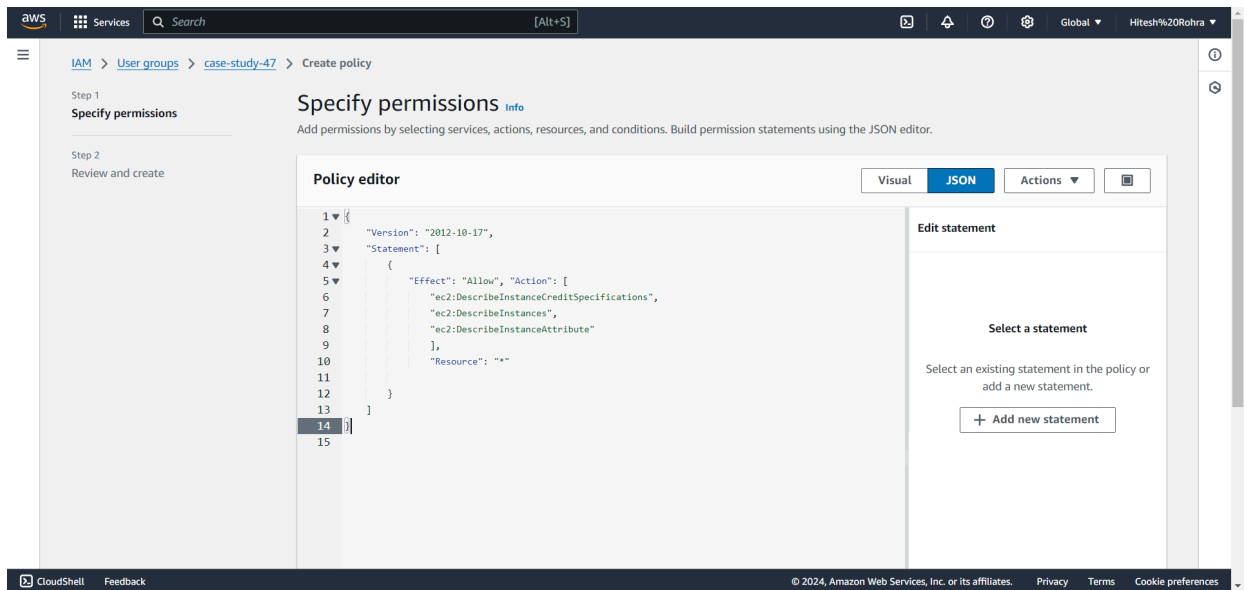 aws
Services
Search
[Alt+S]
Global
Hitesh%20Rohra
IAM > User groups > case-study-47 > Create policy
Step 1
Specify permissions
Step 2
Review and create
Specify permissions Info
Add permissions by selecting services, actions, resources, and conditions. Build permission statements using the JSON editor.
Policy editor
Visual
JSON
Actions
1 {
2 "Version": "2012-10-17",
3 "Statement": [
4 {
5 "Effect": "Allow", "Action": [
6 "ec2:DescribeInstanceCreditSpecifications",
7 "ec2:DescribeInstances",
8 "ec2:DescribeInstanceAttribute"
9 ],
10 "Resource": "*"
11
12 }
13 ]
14 }
15
Edit statement
Select a statement
Select an existing statement in the policy or
add a new statement.
+ Add new statement
CloudShell
Feedback
© 2024, Amazon Web Services, Inc. or its affiliates.
Privacy
Terms
Cookie preferences